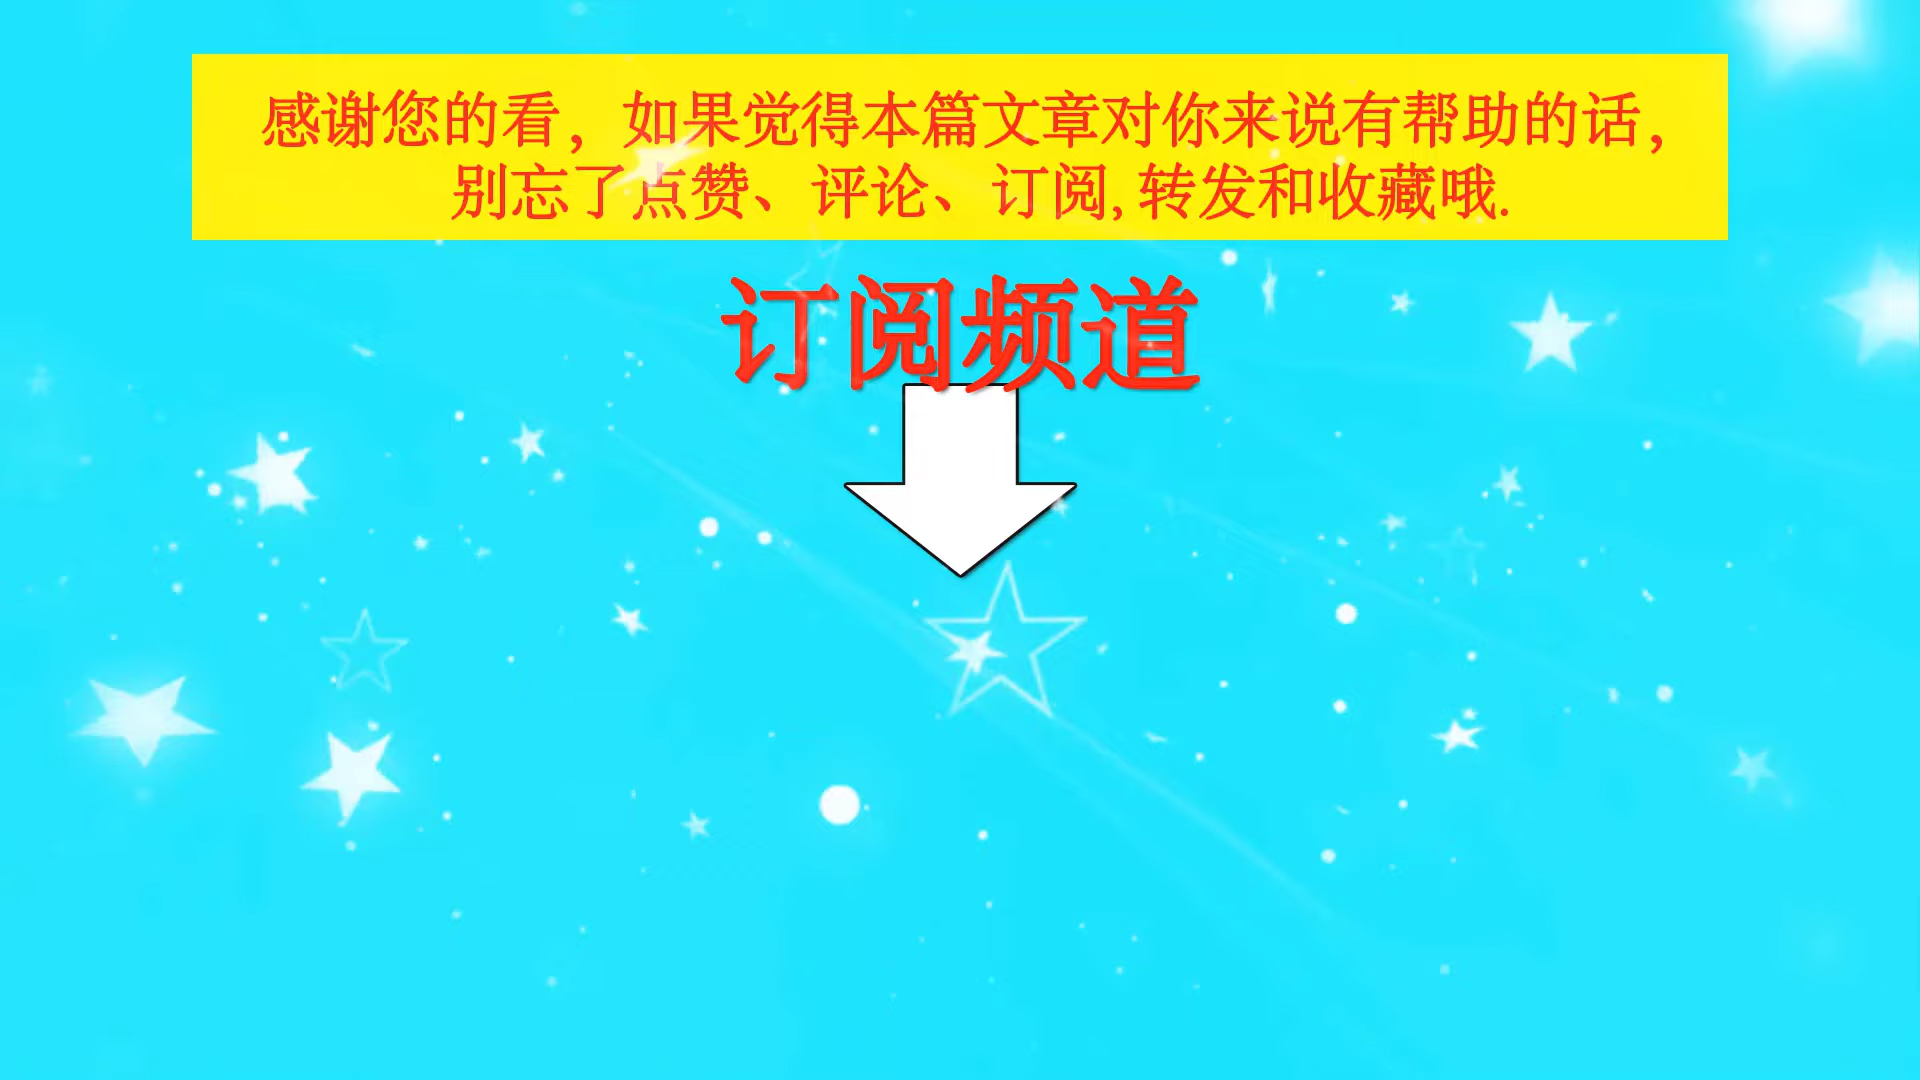 感谢您的看，如果觉得本篇文章对你来说有帮助的话，
别忘了点赞、评论、订阅,转发和收藏哦.
订阅频道